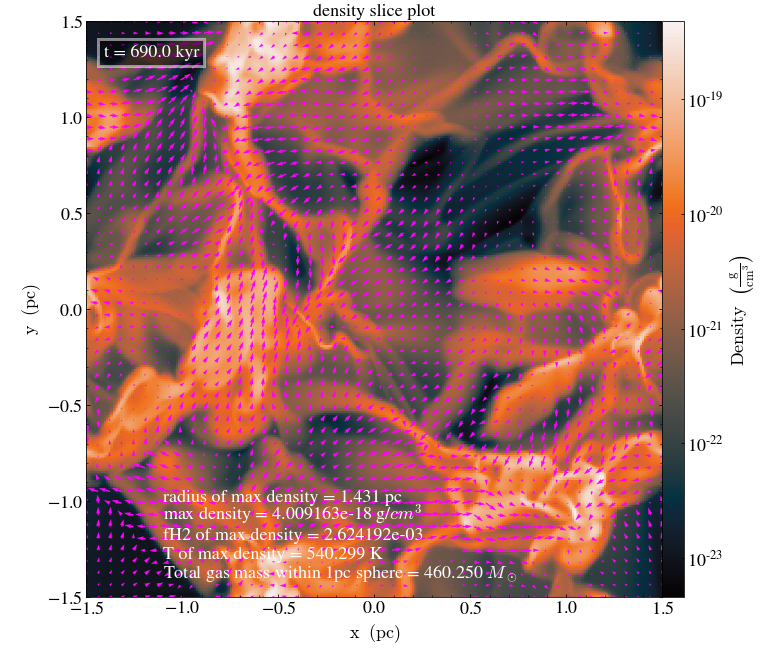 density slice plot
t = 690.0 kyr
1.5
1.0
0.5
0.0
−0.5
−1.0
−1.5
y (pc)
radius of max density = 1.431 pc
max density = 4.009163e-18 g/cm³
fH2 of max density = 2.624192e-03
T of max density = 540.299 K
Total gas mass within 1pc sphere = 460.250 M⊙
−1.5 −1.0 −0.5 0.0 0.5 1.0 1.5
x (pc)
10⁻¹⁹
10⁻²⁰
10⁻²¹
10⁻²²
10⁻²³
Density (g/cm³)